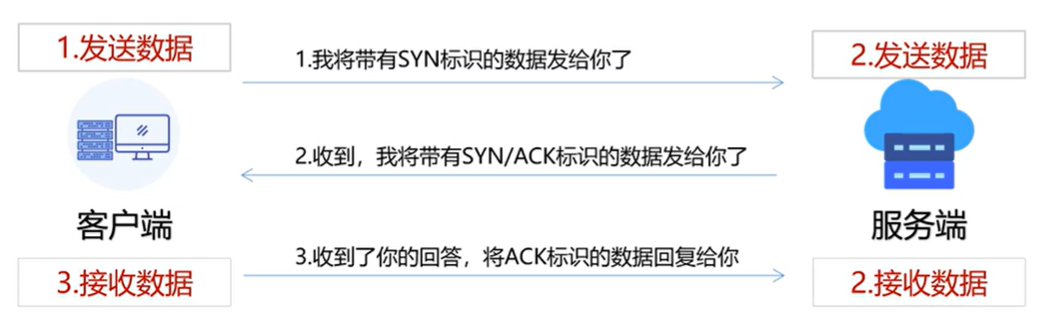 1.发送数据
1.我将带有SYN标识的数据发给你了
2.发送数据
2.收到，我将带有SYN/ACK标识的数据发给你了
客户端
服务端
3.接收数据
3.收到了你的回答，将ACK标识的数据回复给你
2.接收数据